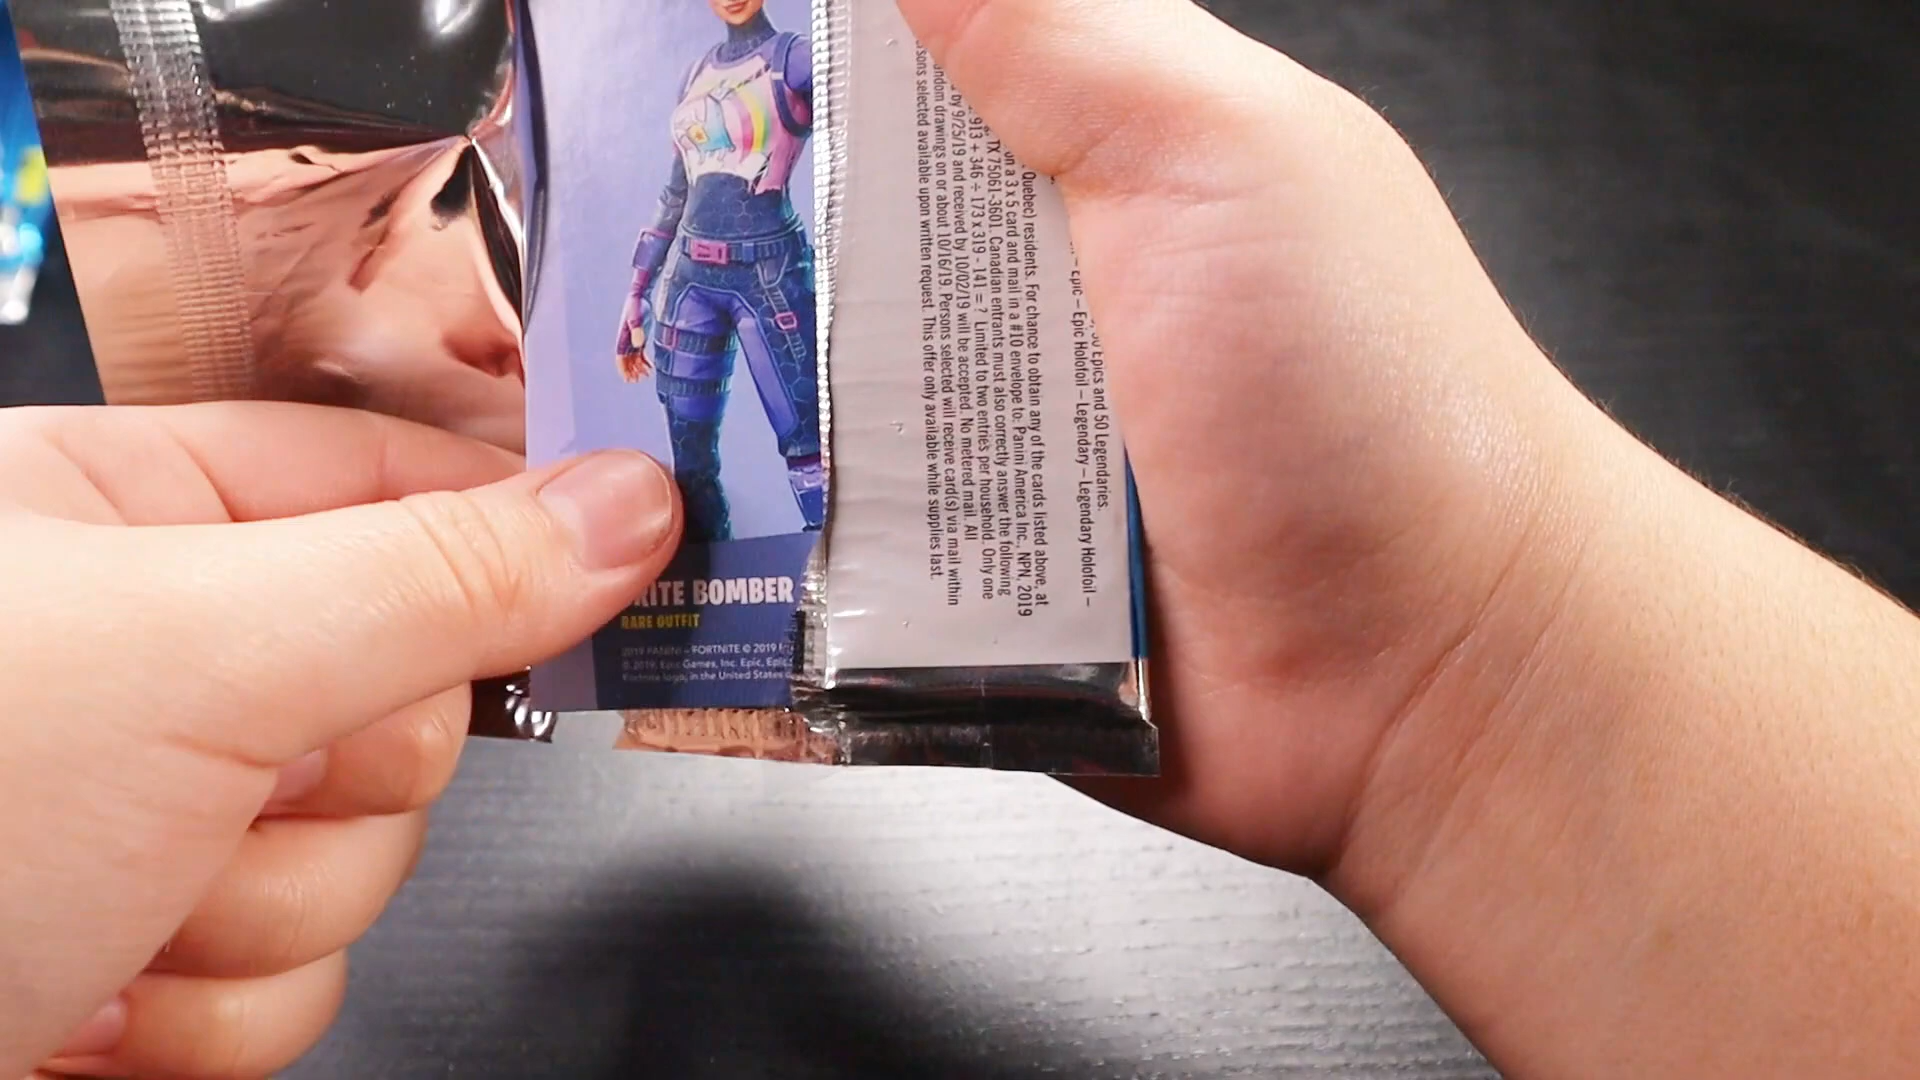 RITE BOMBER
RARE OUTFIT
2019 PANINI – FORTNITE © 2019
© 2019, Epic Games, Inc. Epic, Epic
Fortnite logo, in the United States
Epics and 50 Legendaries.
– Epic – Epic Holofoil – Legendary – Legendary Holofoil –
Quebec) residents. For chance to obtain any of the cards listed above, at
on a 3 x 5 card and mail in a #10 envelope to: Panini America Inc., NPN, 2019
TX 75061-3601. Canadian entrants must also correctly answer the following
913 + 346 ÷ 173 x 319 - 141 = ? Limited to two entries per household. Only one
by 9/25/19 and received by 10/02/19 will be accepted. No metered mail. All
random drawings on or about 10/16/19. Persons selected will receive card(s) via mail within
selected available upon written request. This offer only available while supplies last.